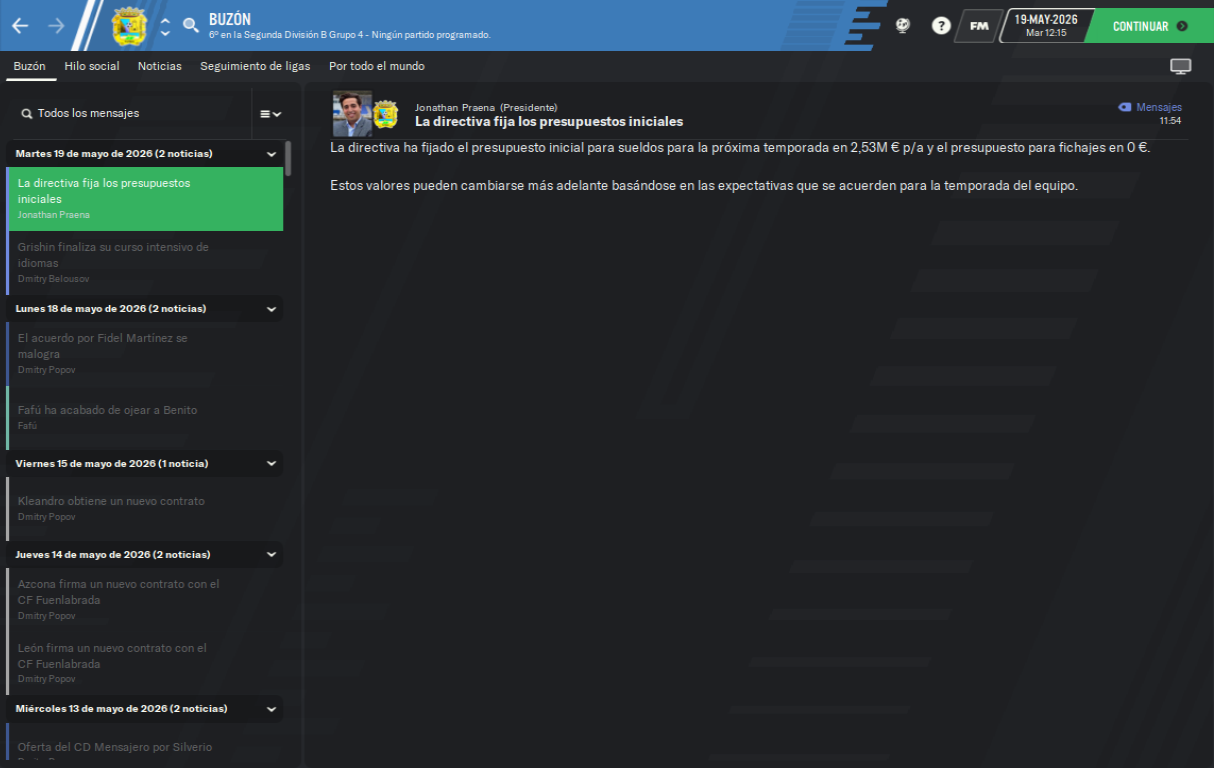 BUZÓN
6º en la Segunda División B Grupo 4 - Ningún partido programado.
FM
19-MAY-2026
Mar 12:15
CONTINUAR
Buzón
Hilo social
Noticias
Seguimiento de ligas
Por todo el mundo
Todos los mensajes
Martes 19 de mayo de 2026 (2 noticias)
La directiva fija los presupuestos
iniciales
Jonathan Praena
Grishin finaliza su curso intensivo de
idiomas
Dmitry Belousov
Lunes 18 de mayo de 2026 (2 noticias)
El acuerdo por Fidel Martínez se
malogra
Dmitry Popov
Fafú ha acabado de ojear a Benito
Fafú
Viernes 15 de mayo de 2026 (1 noticia)
Kleandro obtiene un nuevo contrato
Dmitry Popov
Jueves 14 de mayo de 2026 (2 noticias)
Azcona firma un nuevo contrato con el
CF Fuenlabrada
Dmitry Popov
León firma un nuevo contrato con el
CF Fuenlabrada
Dmitry Popov
Miércoles 13 de mayo de 2026 (2 noticias)
Oferta del CD Mensajero por Silverio
Jonathan Praena (Presidente)
La directiva fija los presupuestos iniciales
Mensajes
11:54
La directiva ha fijado el presupuesto inicial para sueldos para la próxima temporada en 2,53M € p/a y el presupuesto para fichajes en 0 €.
Estos valores pueden cambiarse más adelante basándose en las expectativas que se acuerden para la temporada del equipo.